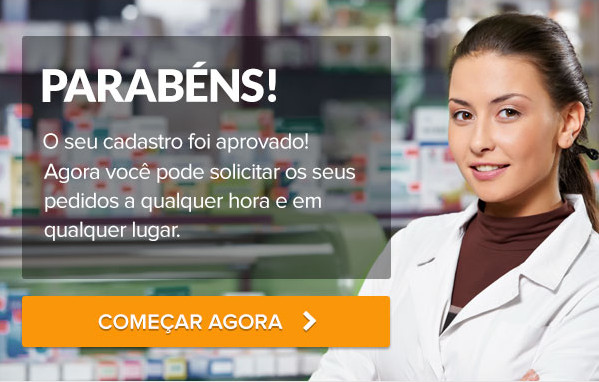 PARABÉNS!
O seu cadastro foi aprovado!
Agora você pode solicitar os seus
pedidos a qualquer hora e em
qualquer lugar.
COMEÇAR AGORA